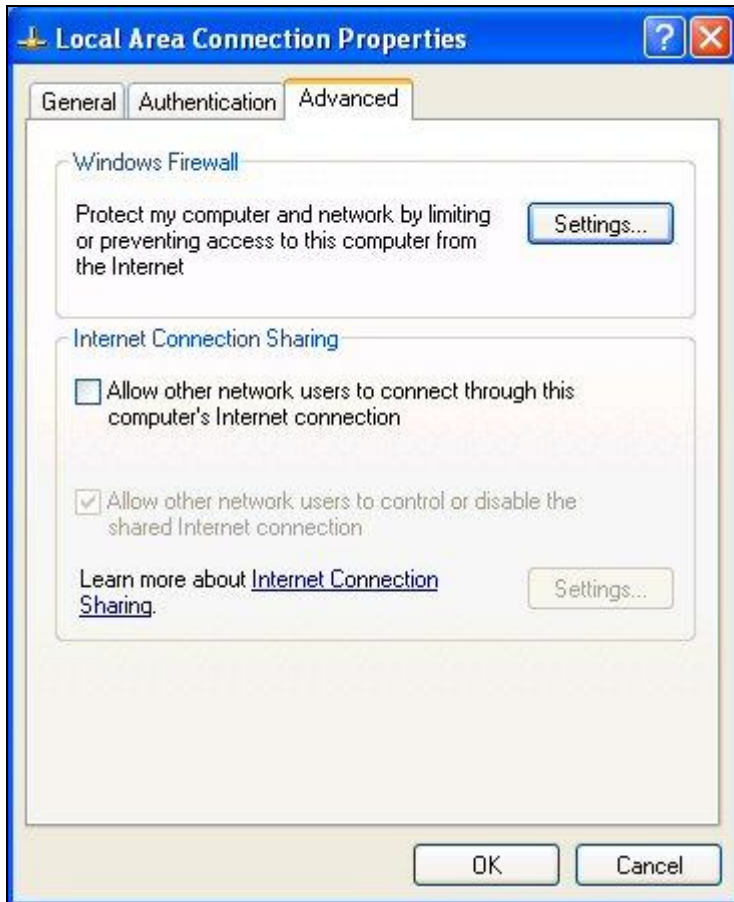 Local Area Connection Properties
?
General Authentication Advanced
Windows Firewall
Protect my computer and network by limiting
or preventing access to this computer from
the Internet
Settings...
Internet Connection Sharing
Allow other network users to connect through this
computer's Internet connection
Allow other network users to control or disable the
shared Internet connection
Learn more about Internet Connection
Sharing.
Settings...
OK Cancel